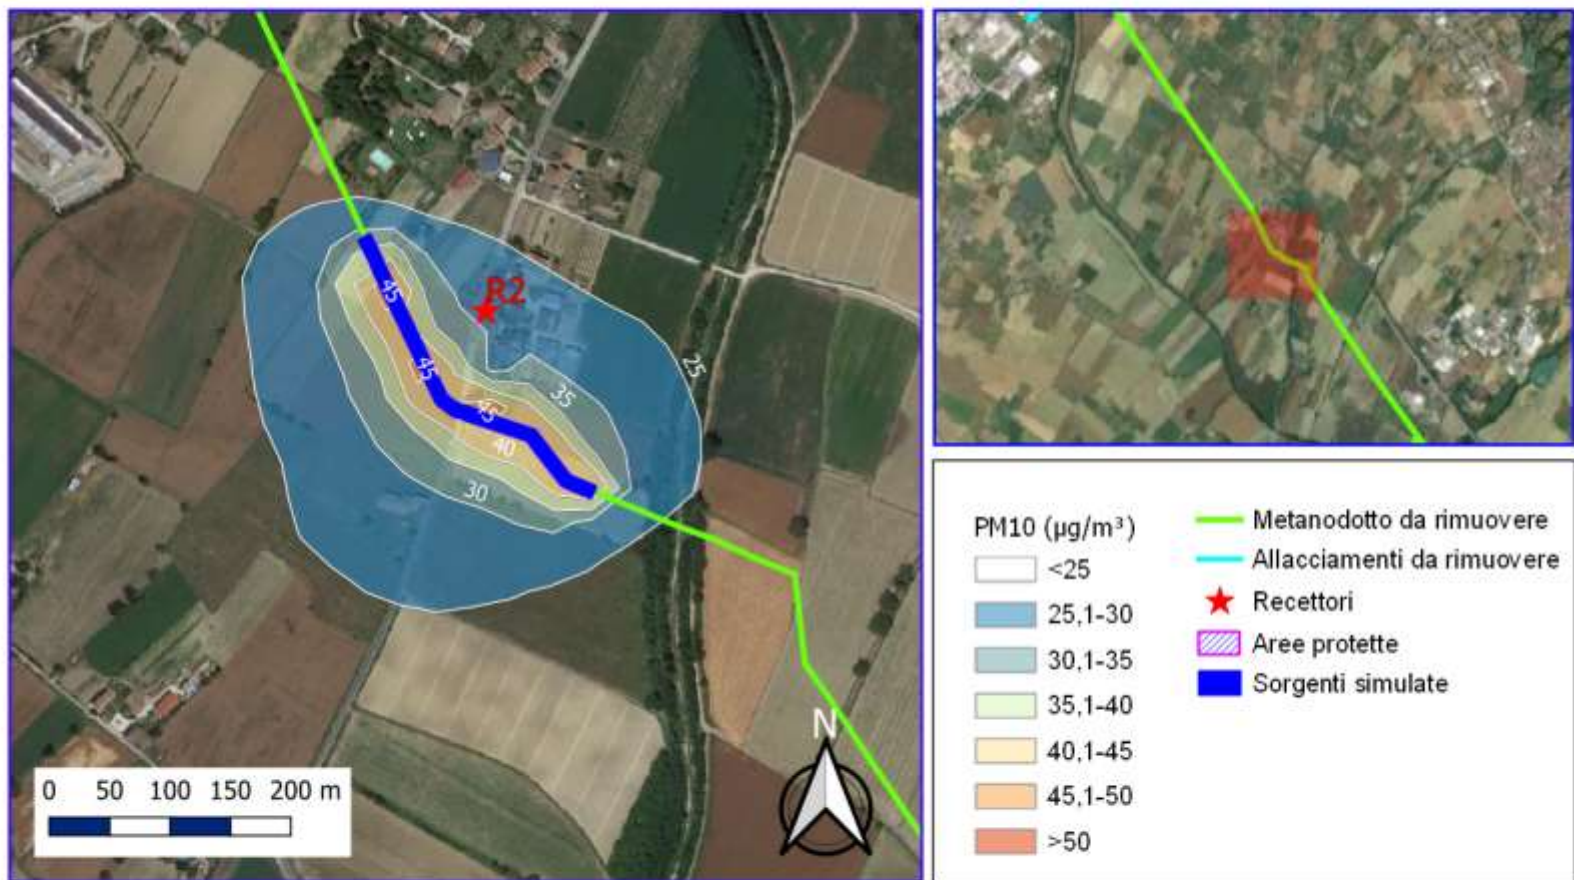 R2
45
45
45
35
25
40
30
0 50 100 150 200 m
N
PM10 (µg/m³)
<25
25,1-30
30,1-35
35,1-40
40,1-45
45,1-50
>50
Metanodotto da rimuovere
Allacciamenti da rimuovere
Recettori
Aree protette
Sorgenti simulate